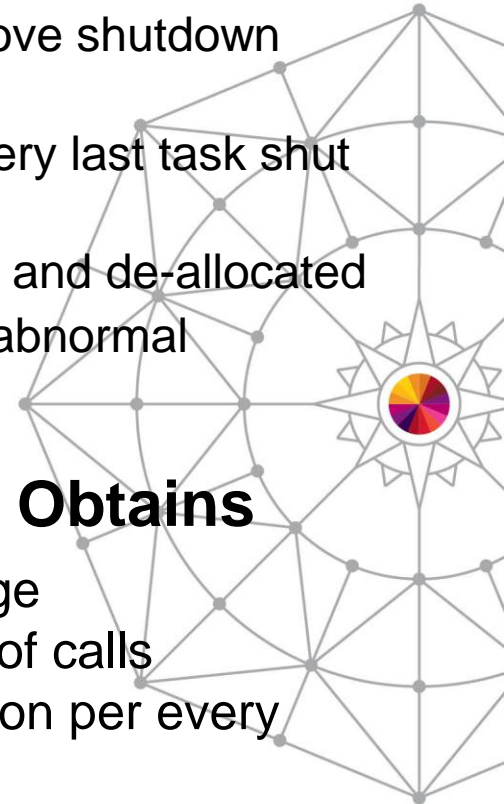 ove shutdown
ery last task shut
and de-allocated
abnormal
Obtains
ge
of calls
on per every